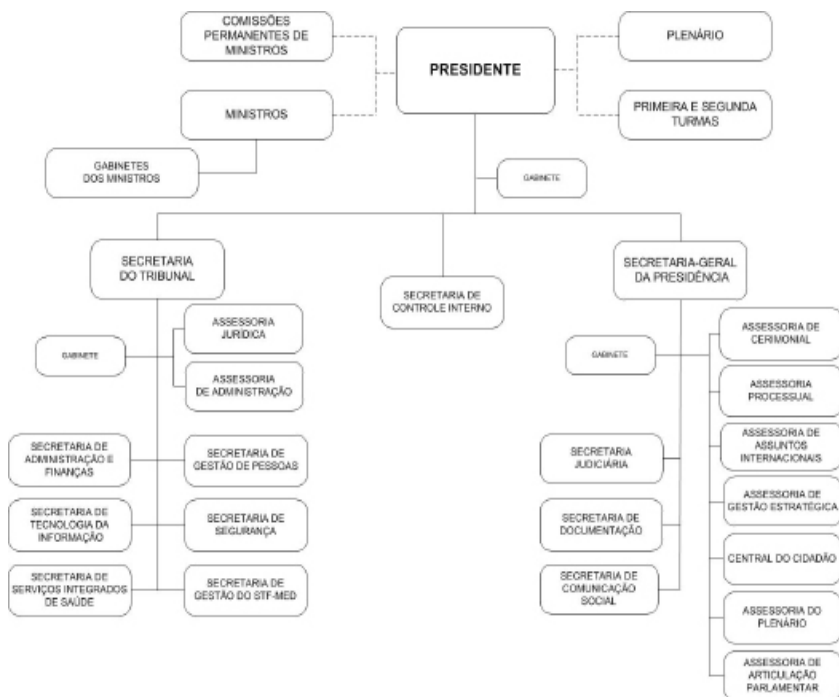 COMISSÕES
PERMANENTES DE
MINISTROS
PRESIDENTE
PLENÁRIO
MINISTROS
PRIMEIRA E SEGUNDA
TURMAS
GABINETES
DOS MINISTROS
GABINETE
SECRETARIA
DO TRIBUNAL
SECRETARIA DE
CONTROLE INTERNO
SECRETARIA-GERAL
DA PRESIDÊNCIA
GABINETE
ASSESSORIA
JURÍDICA
ASSESSORIA
DE ADMINISTRAÇÃO
SECRETARIA DE
ADMINISTRAÇÃO E
FINANÇAS
SECRETARIA DE
GESTÃO DE PESSOAS
SECRETARIA DE
TECNOLOGIA DA
INFORMAÇÃO
SECRETARIA DE
SEGURANÇA
SECRETARIA DE
SERVIÇOS INTEGRADOS
DE SAÚDE
SECRETARIA DE
GESTÃO DO STF-MED
GABINETE
ASSESSORIA DE
CERIMONIAL
ASSESSORIA
PROCESSUAL
SECRETARIA
JUDICIÁRIA
ASSESSORIA DE
ASSUNTOS
INTERNACIONAIS
SECRETARIA DE
DOCUMENTAÇÃO
ASSESSORIA DE
GESTÃO ESTRATÉGICA
CENTRAL DO CIDADÃO
SECRETARIA DE
COMUNICAÇÃO
SOCIAL
ASSESSORIA DO
PLENÁRIO
ASSESSORIA DE
ARTICULAÇÃO
PARLAMENTAR